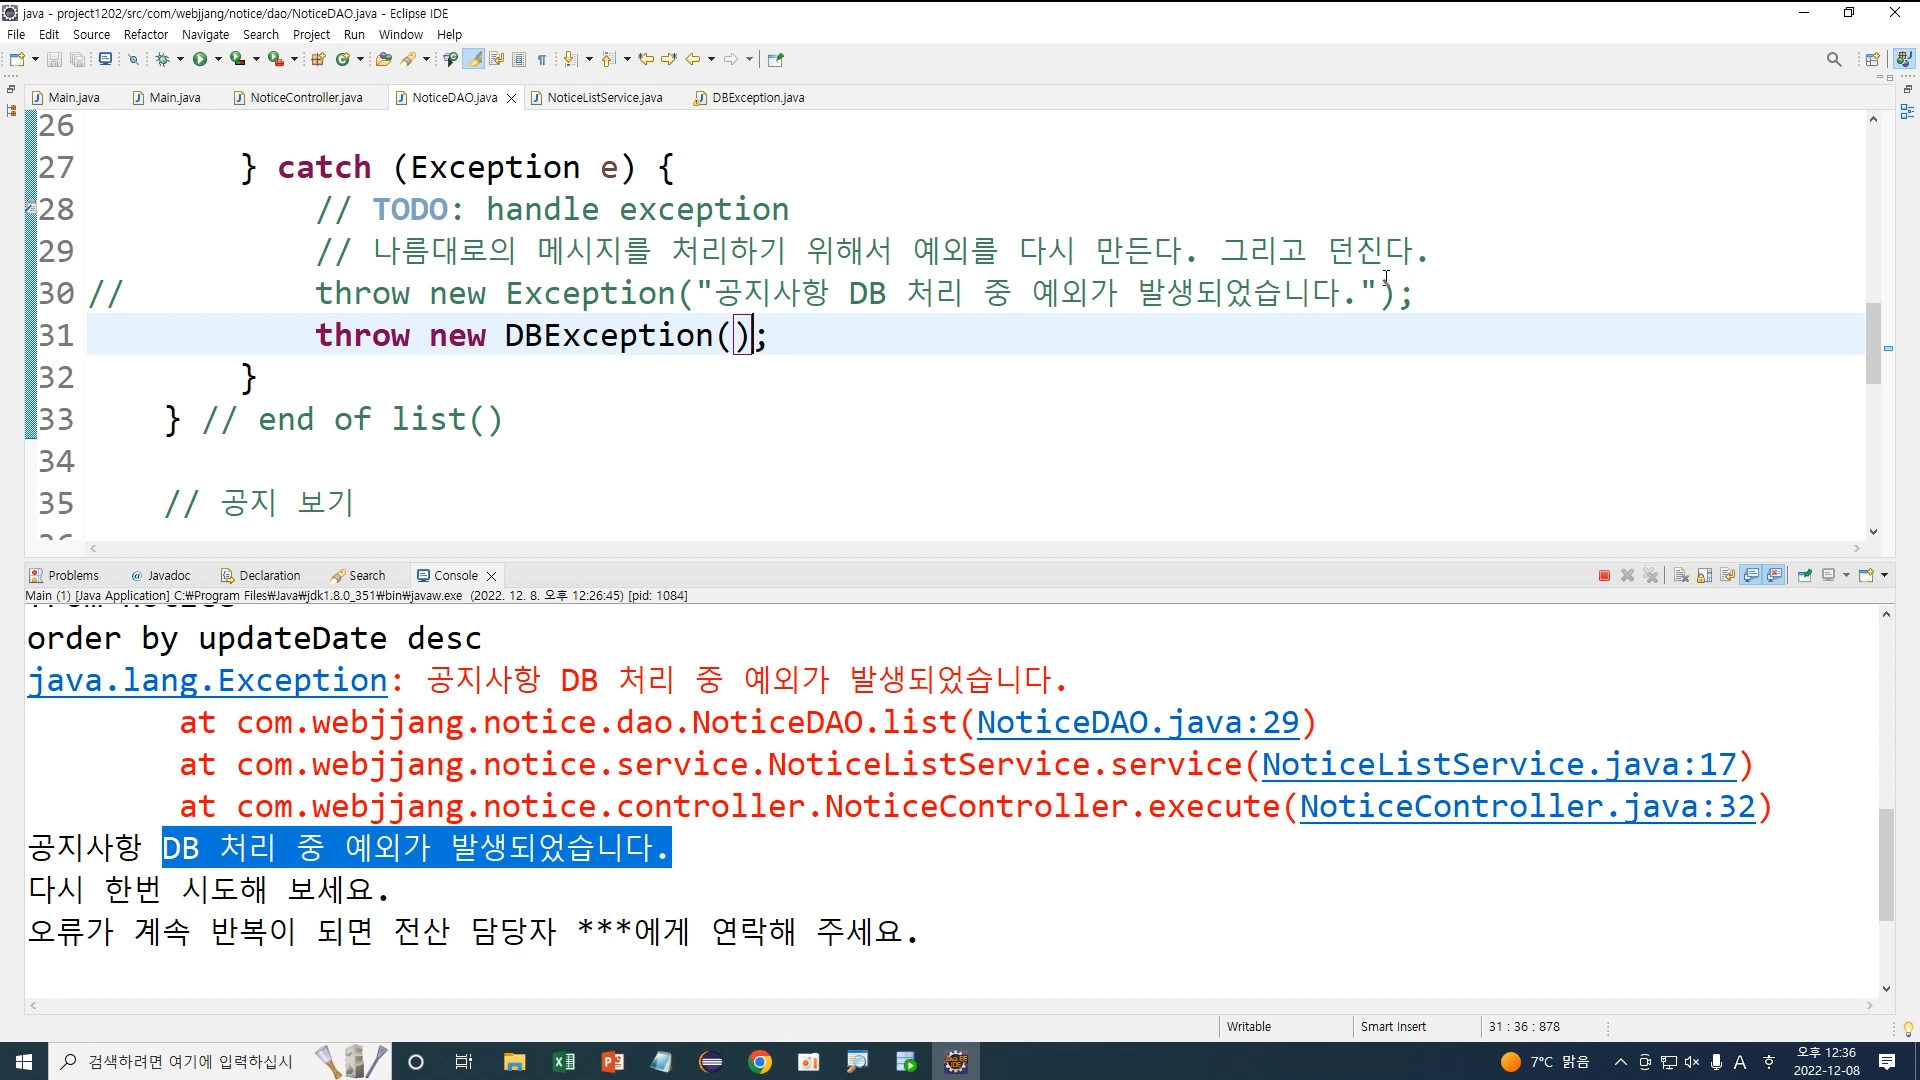 java - project1202/src/com/webjjang/notice/dao/NoticeDAO.java - Eclipse IDE
File Edit Source Refactor Navigate Search Project Run Window Help
Main.java Main.java NoticeController.java NoticeDAO.java NoticeListService.java DBException.java
26
27 } catch (Exception e) {
28 // TODO: handle exception
29 // 나름대로의 메시지를 처리하기 위해서 예외를 다시 만든다. 그리고 던진다.
30 // throw new Exception("공지사항 DB 처리 중 예외가 발생되었습니다.");
31 throw new DBException();
32 }
33 } // end of list()
34
35 // 공지 보기
Problems Javadoc Declaration Search Console
Main (1) [Java Application] C:₩Program Files₩Java₩jdk1.8.0_351₩bin₩javaw.exe (2022. 12. 8. 오후 12:26:45) [pid: 1084]
order by updateDate desc
java.lang.Exception: 공지사항 DB 처리 중 예외가 발생되었습니다.
at com.webjjang.notice.dao.NoticeDAO.list(NoticeDAO.java:29)
at com.webjjang.notice.service.NoticeListService.service(NoticeListService.java:17)
at com.webjjang.notice.controller.NoticeController.execute(NoticeController.java:32)
공지사항 DB 처리 중 예외가 발생되었습니다.
다시 한번 시도해 보세요.
오류가 계속 반복이 되면 전산 담당자 ***에게 연락해 주세요.
Writable Smart Insert 31 : 36 : 878
검색하려면 여기에 입력하십시
7°C 맑음 A 후 오후 12:36
2022-12-08